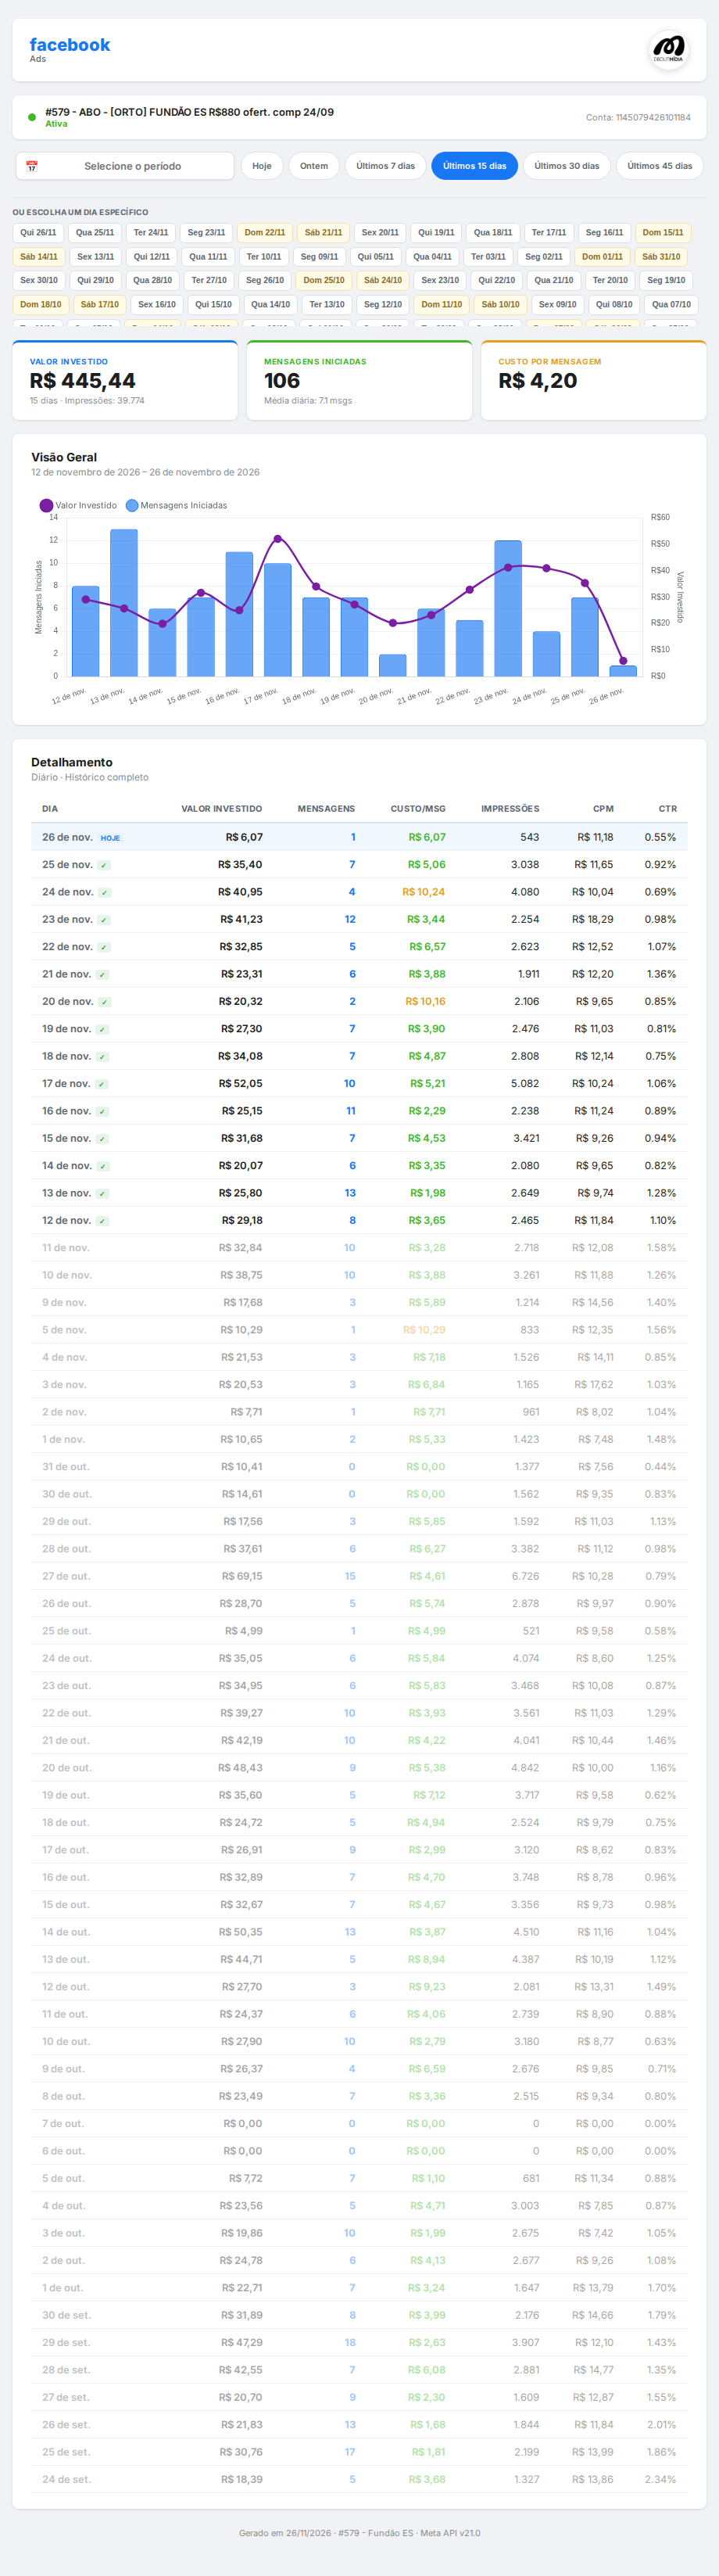 facebook
Ads
DBOUTMÍDIA
#579 - ABO - [ORTO] FUNDÃO ES R$880 ofert. comp 24/09
Ativa
Conta: 1145079426101184
📅 Selecione o período
Hoje
Ontem
Últimos 7 dias
Últimos 15 dias
Últimos 30 dias
Últimos 45 dias
OU ESCOLHA UM DIA ESPECÍFICO
Qui 26/11 Qua 25/11 Ter 24/11 Seg 23/11 Dom 22/11 Sáb 21/11 Sex 20/11 Qui 19/11 Qua 18/11 Ter 17/11 Seg 16/11 Dom 15/11
Sáb 14/11 Sex 13/11 Qui 12/11 Qua 11/11 Ter 10/11 Seg 09/11 Qui 05/11 Qua 04/11 Ter 03/11 Seg 02/11 Dom 01/11 Sáb 31/10
Sex 30/10 Qui 29/10 Qua 28/10 Ter 27/10 Seg 26/10 Dom 25/10 Sáb 24/10 Sex 23/10 Qui 22/10 Qua 21/10 Ter 20/10 Seg 19/10
Dom 18/10 Sáb 17/10 Sex 16/10 Qui 15/10 Qua 14/10 Ter 13/10 Seg 12/10 Dom 11/10 Sáb 10/10 Sex 09/10 Qui 08/10 Qua 07/10
VALOR INVESTIDO
R$ 445,44
15 dias · Impressões: 39.774
MENSAGENS INICIADAS
106
Média diária: 7.1 msgs
CUSTO POR MENSAGEM
R$ 4,20
Visão Geral
12 de novembro de 2026 – 26 de novembro de 2026
Valor Investido
Mensagens Iniciadas
Mensagens Iniciadas
14
12
10
8
6
4
2
0
R$60
R$50
R$40
R$30
R$20
R$10
R$0
Valor Investido
12 de nov. 13 de nov. 14 de nov. 15 de nov. 16 de nov. 17 de nov. 18 de nov. 19 de nov. 20 de nov. 21 de nov. 22 de nov. 23 de nov. 24 de nov. 25 de nov. 26 de nov.
Detalhamento
Diário · Histórico completo
DIA VALOR INVESTIDO MENSAGENS CUSTO/MSG IMPRESSÕES CPM CTR
26 de nov. HOJE R$ 6,07 1 R$ 6,07 543 R$ 11,18 0.55%
25 de nov. ✓ R$ 35,40 7 R$ 5,06 3.038 R$ 11,65 0.92%
24 de nov. ✓ R$ 40,95 4 R$ 10,24 4.080 R$ 10,04 0.69%
23 de nov. ✓ R$ 41,23 12 R$ 3,44 2.254 R$ 18,29 0.98%
22 de nov. ✓ R$ 32,85 5 R$ 6,57 2.623 R$ 12,52 1.07%
21 de nov. ✓ R$ 23,31 6 R$ 3,88 1.911 R$ 12,20 1.36%
20 de nov. ✓ R$ 20,32 2 R$ 10,16 2.106 R$ 9,65 0.85%
19 de nov. ✓ R$ 27,30 7 R$ 3,90 2.476 R$ 11,03 0.81%
18 de nov. ✓ R$ 34,08 7 R$ 4,87 2.808 R$ 12,14 0.75%
17 de nov. ✓ R$ 52,05 10 R$ 5,21 5.082 R$ 10,24 1.06%
16 de nov. ✓ R$ 25,15 11 R$ 2,29 2.238 R$ 11,24 0.89%
15 de nov. ✓ R$ 31,68 7 R$ 4,53 3.421 R$ 9,26 0.94%
14 de nov. ✓ R$ 20,07 6 R$ 3,35 2.080 R$ 9,65 0.82%
13 de nov. ✓ R$ 25,80 13 R$ 1,98 2.649 R$ 9,74 1.28%
12 de nov. ✓ R$ 29,18 8 R$ 3,65 2.465 R$ 11,84 1.10%
11 de nov. R$ 32,84 10 R$ 3,28 2.718 R$ 12,08 1.58%
10 de nov. R$ 38,75 10 R$ 3,88 3.261 R$ 11,88 1.26%
9 de nov. R$ 17,68 3 R$ 5,89 1.214 R$ 14,56 1.40%
5 de nov. R$ 10,29 1 R$ 10,29 833 R$ 12,35 1.56%
4 de nov. R$ 21,53 3 R$ 7,18 1.526 R$ 14,11 0.85%
3 de nov. R$ 20,53 3 R$ 6,84 1.165 R$ 17,62 1.03%
2 de nov. R$ 7,71 1 R$ 7,71 961 R$ 8,02 1.04%
1 de nov. R$ 10,65 2 R$ 5,33 1.423 R$ 7,48 1.48%
31 de out. R$ 10,41 0 R$ 0,00 1.377 R$ 7,56 0.44%
30 de out. R$ 14,61 0 R$ 0,00 1.562 R$ 9,35 0.83%
29 de out. R$ 17,56 3 R$ 5,85 1.592 R$ 11,03 1.13%
28 de out. R$ 37,61 6 R$ 6,27 3.382 R$ 11,12 0.98%
27 de out. R$ 69,15 15 R$ 4,61 6.726 R$ 10,28 0.79%
26 de out. R$ 28,70 5 R$ 5,74 2.878 R$ 9,97 0.90%
25 de out. R$ 4,99 1 R$ 4,99 521 R$ 9,58 0.58%
24 de out. R$ 35,05 6 R$ 5,84 4.074 R$ 8,60 1.25%
23 de out. R$ 34,95 6 R$ 5,83 3.468 R$ 10,08 0.87%
22 de out. R$ 39,27 10 R$ 3,93 3.561 R$ 11,03 1.29%
21 de out. R$ 42,19 10 R$ 4,22 4.041 R$ 10,44 1.46%
20 de out. R$ 48,43 9 R$ 5,38 4.842 R$ 10,00 1.16%
19 de out. R$ 35,60 5 R$ 7,12 3.717 R$ 9,58 0.62%
18 de out. R$ 24,72 5 R$ 4,94 2.524 R$ 9,79 0.75%
17 de out. R$ 26,91 9 R$ 2,99 3.120 R$ 8,62 0.83%
16 de out. R$ 32,89 7 R$ 4,70 3.748 R$ 8,78 0.96%
15 de out. R$ 32,67 7 R$ 4,67 3.356 R$ 9,73 0.98%
14 de out. R$ 50,35 13 R$ 3,87 4.510 R$ 11,16 1.04%
13 de out. R$ 44,71 5 R$ 8,94 4.387 R$ 10,19 1.12%
12 de out. R$ 27,70 3 R$ 9,23 2.081 R$ 13,31 1.49%
11 de out. R$ 24,37 6 R$ 4,06 2.739 R$ 8,90 0.88%
10 de out. R$ 27,90 10 R$ 2,79 3.180 R$ 8,77 0.63%
9 de out. R$ 26,37 4 R$ 6,59 2.676 R$ 9,85 0.71%
8 de out. R$ 23,49 7 R$ 3,36 2.515 R$ 9,34 0.80%
7 de out. R$ 0,00 0 R$ 0,00 0 R$ 0,00 0.00%
6 de out. R$ 0,00 0 R$ 0,00 0 R$ 0,00 0.00%
5 de out. R$ 7,72 7 R$ 1,10 681 R$ 11,34 0.88%
4 de out. R$ 23,56 5 R$ 4,71 3.003 R$ 7,85 0.87%
3 de out. R$ 19,86 10 R$ 1,99 2.675 R$ 7,42 1.05%
2 de out. R$ 24,78 6 R$ 4,13 2.677 R$ 9,26 1.08%
1 de out. R$ 22,71 7 R$ 3,24 1.647 R$ 13,79 1.70%
30 de set. R$ 31,89 8 R$ 3,99 2.176 R$ 14,66 1.79%
29 de set. R$ 47,29 18 R$ 2,63 3.907 R$ 12,10 1.43%
28 de set. R$ 42,55 7 R$ 6,08 2.881 R$ 14,77 1.35%
27 de set. R$ 20,70 9 R$ 2,30 1.609 R$ 12,87 1.55%
26 de set. R$ 21,83 13 R$ 1,68 1.844 R$ 11,84 2.01%
25 de set. R$ 30,76 17 R$ 1,81 2.199 R$ 13,99 1.86%
24 de set. R$ 18,39 5 R$ 3,68 1.327 R$ 13,86 2.34%
Gerado em 26/11/2026 · #579 - Fundão ES · Meta API v21.0